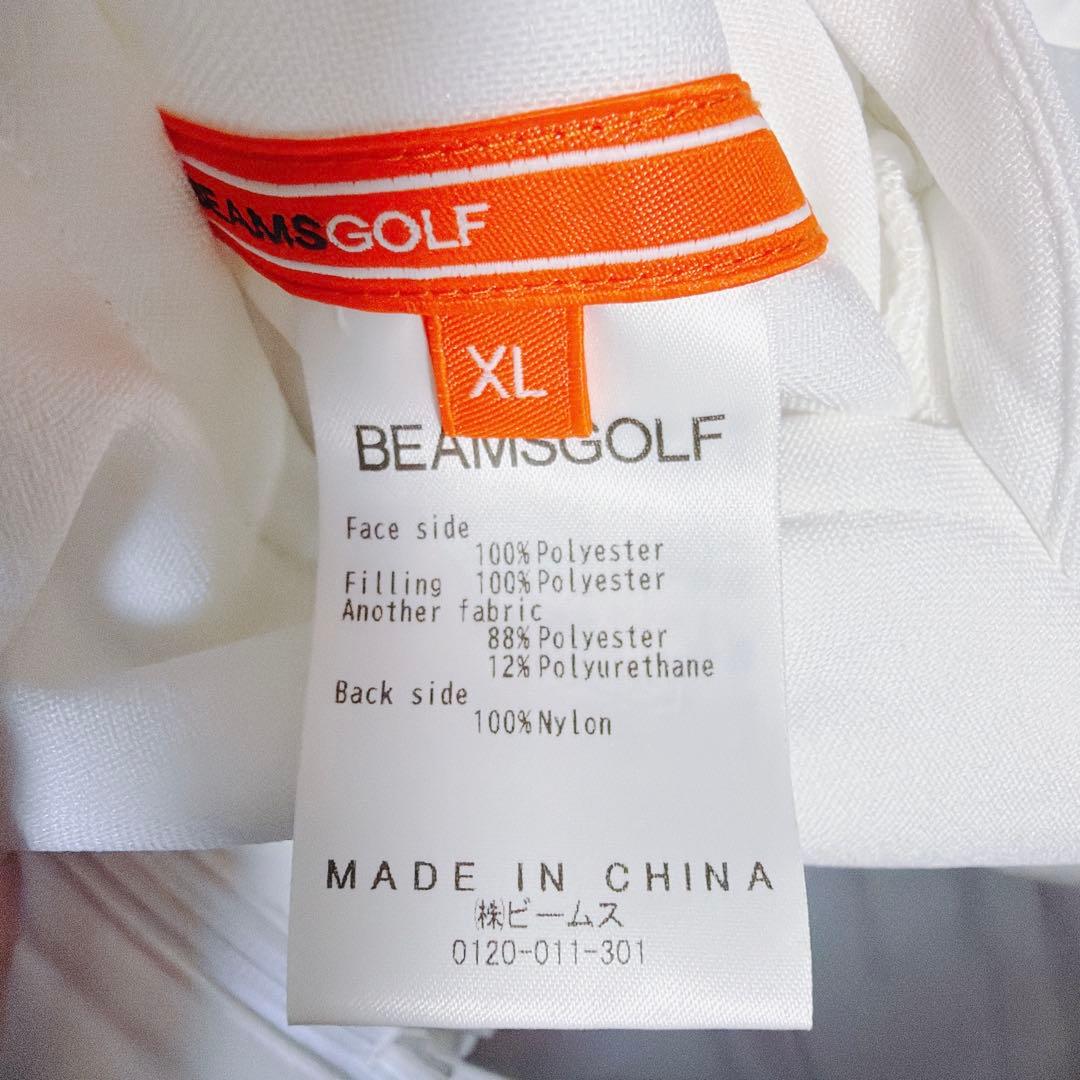 BEAMSGOLF
XL
BEAMSGOLF
Face side
100%Polyester
Filling 100%Polyester
Another fabric
88%Polyester
12%Polyurethane
Back side
100%Nylon
MADE IN CHINA
㈱ビームス
0120-011-301